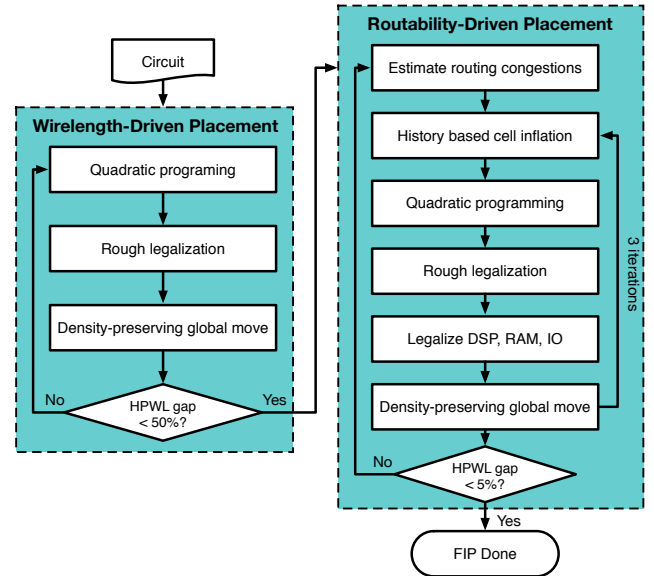 Circuit
Wirelength-Driven Placement
Quadratic programing
Rough legalization
Density-preserving global move
HPWL gap
< 50%?
No
Yes
Routability-Driven Placement
Estimate routing congestions
History based cell inflation
Quadratic programming
Rough legalization
Legalize DSP, RAM, IO
Density-preserving global move
3 iterations
HPWL gap
< 5%?
No
Yes
FIP Done